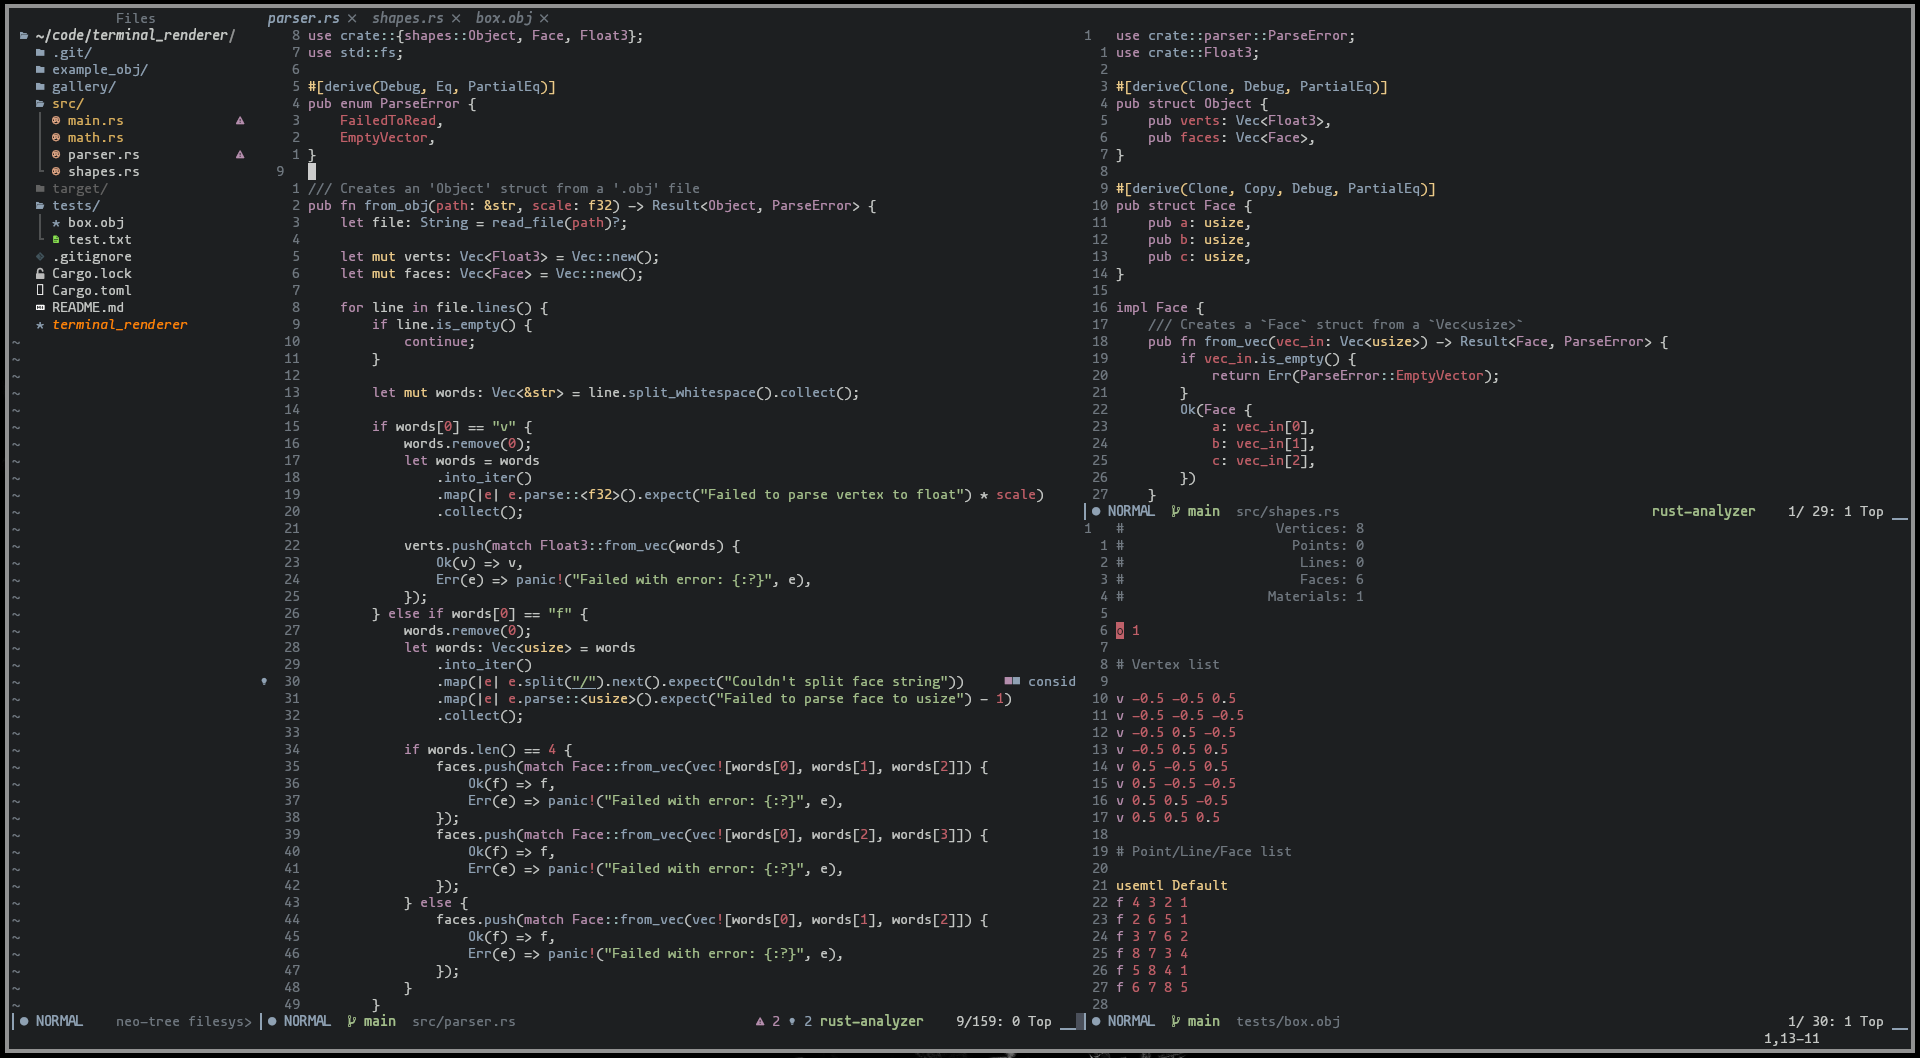 Files
~/code/terminal_renderer/
.git/
example_obj/
gallery/
src/
main.rs
math.rs
parser.rs
shapes.rs
target/
tests/
box.obj
test.txt
.gitignore
Cargo.lock
Cargo.toml
README.md
terminal_renderer
NORMAL neo-tree filesys>
parser.rs × shapes.rs × box.obj ×
8 use crate::{shapes::Object, Face, Float3};
7 use std::fs;
6
5 #[derive(Debug, Eq, PartialEq)]
4 pub enum ParseError {
3     FailedToRead,
2     EmptyVector,
1 }
9
1 /// Creates an 'Object' struct from a '.obj' file
2 pub fn from_obj(path: &str, scale: f32) -> Result<Object, ParseError> {
3     let file: String = read_file(path)?;
4
5     let mut verts: Vec<Float3> = Vec::new();
6     let mut faces: Vec<Face> = Vec::new();
7
8     for line in file.lines() {
9         if line.is_empty() {
10             continue;
11         }
12
13         let mut words: Vec<&str> = line.split_whitespace().collect();
14
15         if words[0] == "v" {
16             words.remove(0);
17             let words = words
18                 .into_iter()
19                 .map(|e| e.parse::<f32>().expect("Failed to parse vertex to float") * scale)
20                 .collect();
21
22             verts.push(match Float3::from_vec(words) {
23                 Ok(v) => v,
24                 Err(e) => panic!("Failed with error: {:?}", e),
25             });
26         } else if words[0] == "f" {
27             words.remove(0);
28             let words: Vec<usize> = words
29                 .into_iter()
30                 .map(|e| e.split("/").next().expect("Couldn't split face string")) consid
31                 .map(|e| e.parse::<usize>().expect("Failed to parse face to usize") - 1)
32                 .collect();
33
34             if words.len() == 4 {
35                 faces.push(match Face::from_vec(vec![words[0], words[1], words[2]]) {
36                     Ok(f) => f,
37                     Err(e) => panic!("Failed with error: {:?}", e),
38                 });
39                 faces.push(match Face::from_vec(vec![words[0], words[2], words[3]]) {
40                     Ok(f) => f,
41                     Err(e) => panic!("Failed with error: {:?}", e),
42                 });
43             } else {
44                 faces.push(match Face::from_vec(vec![words[0], words[1], words[2]]) {
45                     Ok(f) => f,
46                     Err(e) => panic!("Failed with error: {:?}", e),
47                 });
48             }
49         }
NORMAL main src/parser.rs 2 2 rust-analyzer 9/159: 0 Top
1 use crate::parser::ParseError;
1 use crate::Float3;
2
3 #[derive(Clone, Debug, PartialEq)]
4 pub struct Object {
5     pub verts: Vec<Float3>,
6     pub faces: Vec<Face>,
7 }
8
9 #[derive(Clone, Copy, Debug, PartialEq)]
10 pub struct Face {
11     pub a: usize,
12     pub b: usize,
13     pub c: usize,
14 }
15
16 impl Face {
17     /// Creates a `Face` struct from a `Vec<usize>`
18     pub fn from_vec(vec_in: Vec<usize>) -> Result<Face, ParseError> {
19         if vec_in.is_empty() {
20             return Err(ParseError::EmptyVector);
21         }
22         Ok(Face {
23             a: vec_in[0],
24             b: vec_in[1],
25             c: vec_in[2],
26         })
27     }
NORMAL main src/shapes.rs rust-analyzer 1/ 29: 1 Top
1 # Vertices: 8
1 # Points: 0
2 # Lines: 0
3 # Faces: 6
4 # Materials: 1
5
6 o 1
7
8 # Vertex list
9
10 v -0.5 -0.5 0.5
11 v -0.5 -0.5 -0.5
12 v -0.5 0.5 -0.5
13 v -0.5 0.5 0.5
14 v 0.5 -0.5 0.5
15 v 0.5 -0.5 -0.5
16 v 0.5 0.5 -0.5
17 v 0.5 0.5 0.5
18
19 # Point/Line/Face list
20
21 usemtl Default
22 f 4 3 2 1
23 f 2 6 5 1
24 f 3 7 6 2
25 f 8 7 3 4
26 f 5 8 4 1
27 f 6 7 8 5
28
NORMAL main tests/box.obj 1/ 30: 1 Top
1,13-11